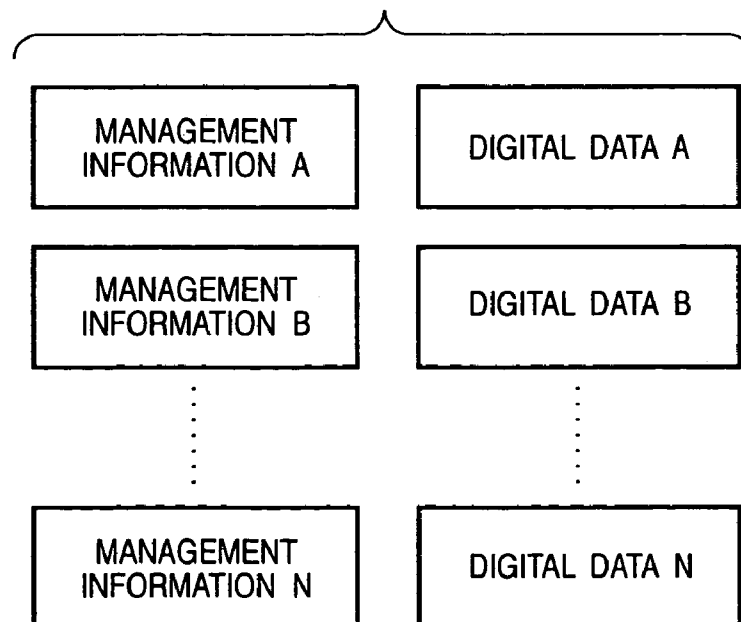 MANAGEMENT
INFORMATION A
DIGITAL DATA A
MANAGEMENT
INFORMATION B
DIGITAL DATA B
MANAGEMENT
INFORMATION N
DIGITAL DATA N